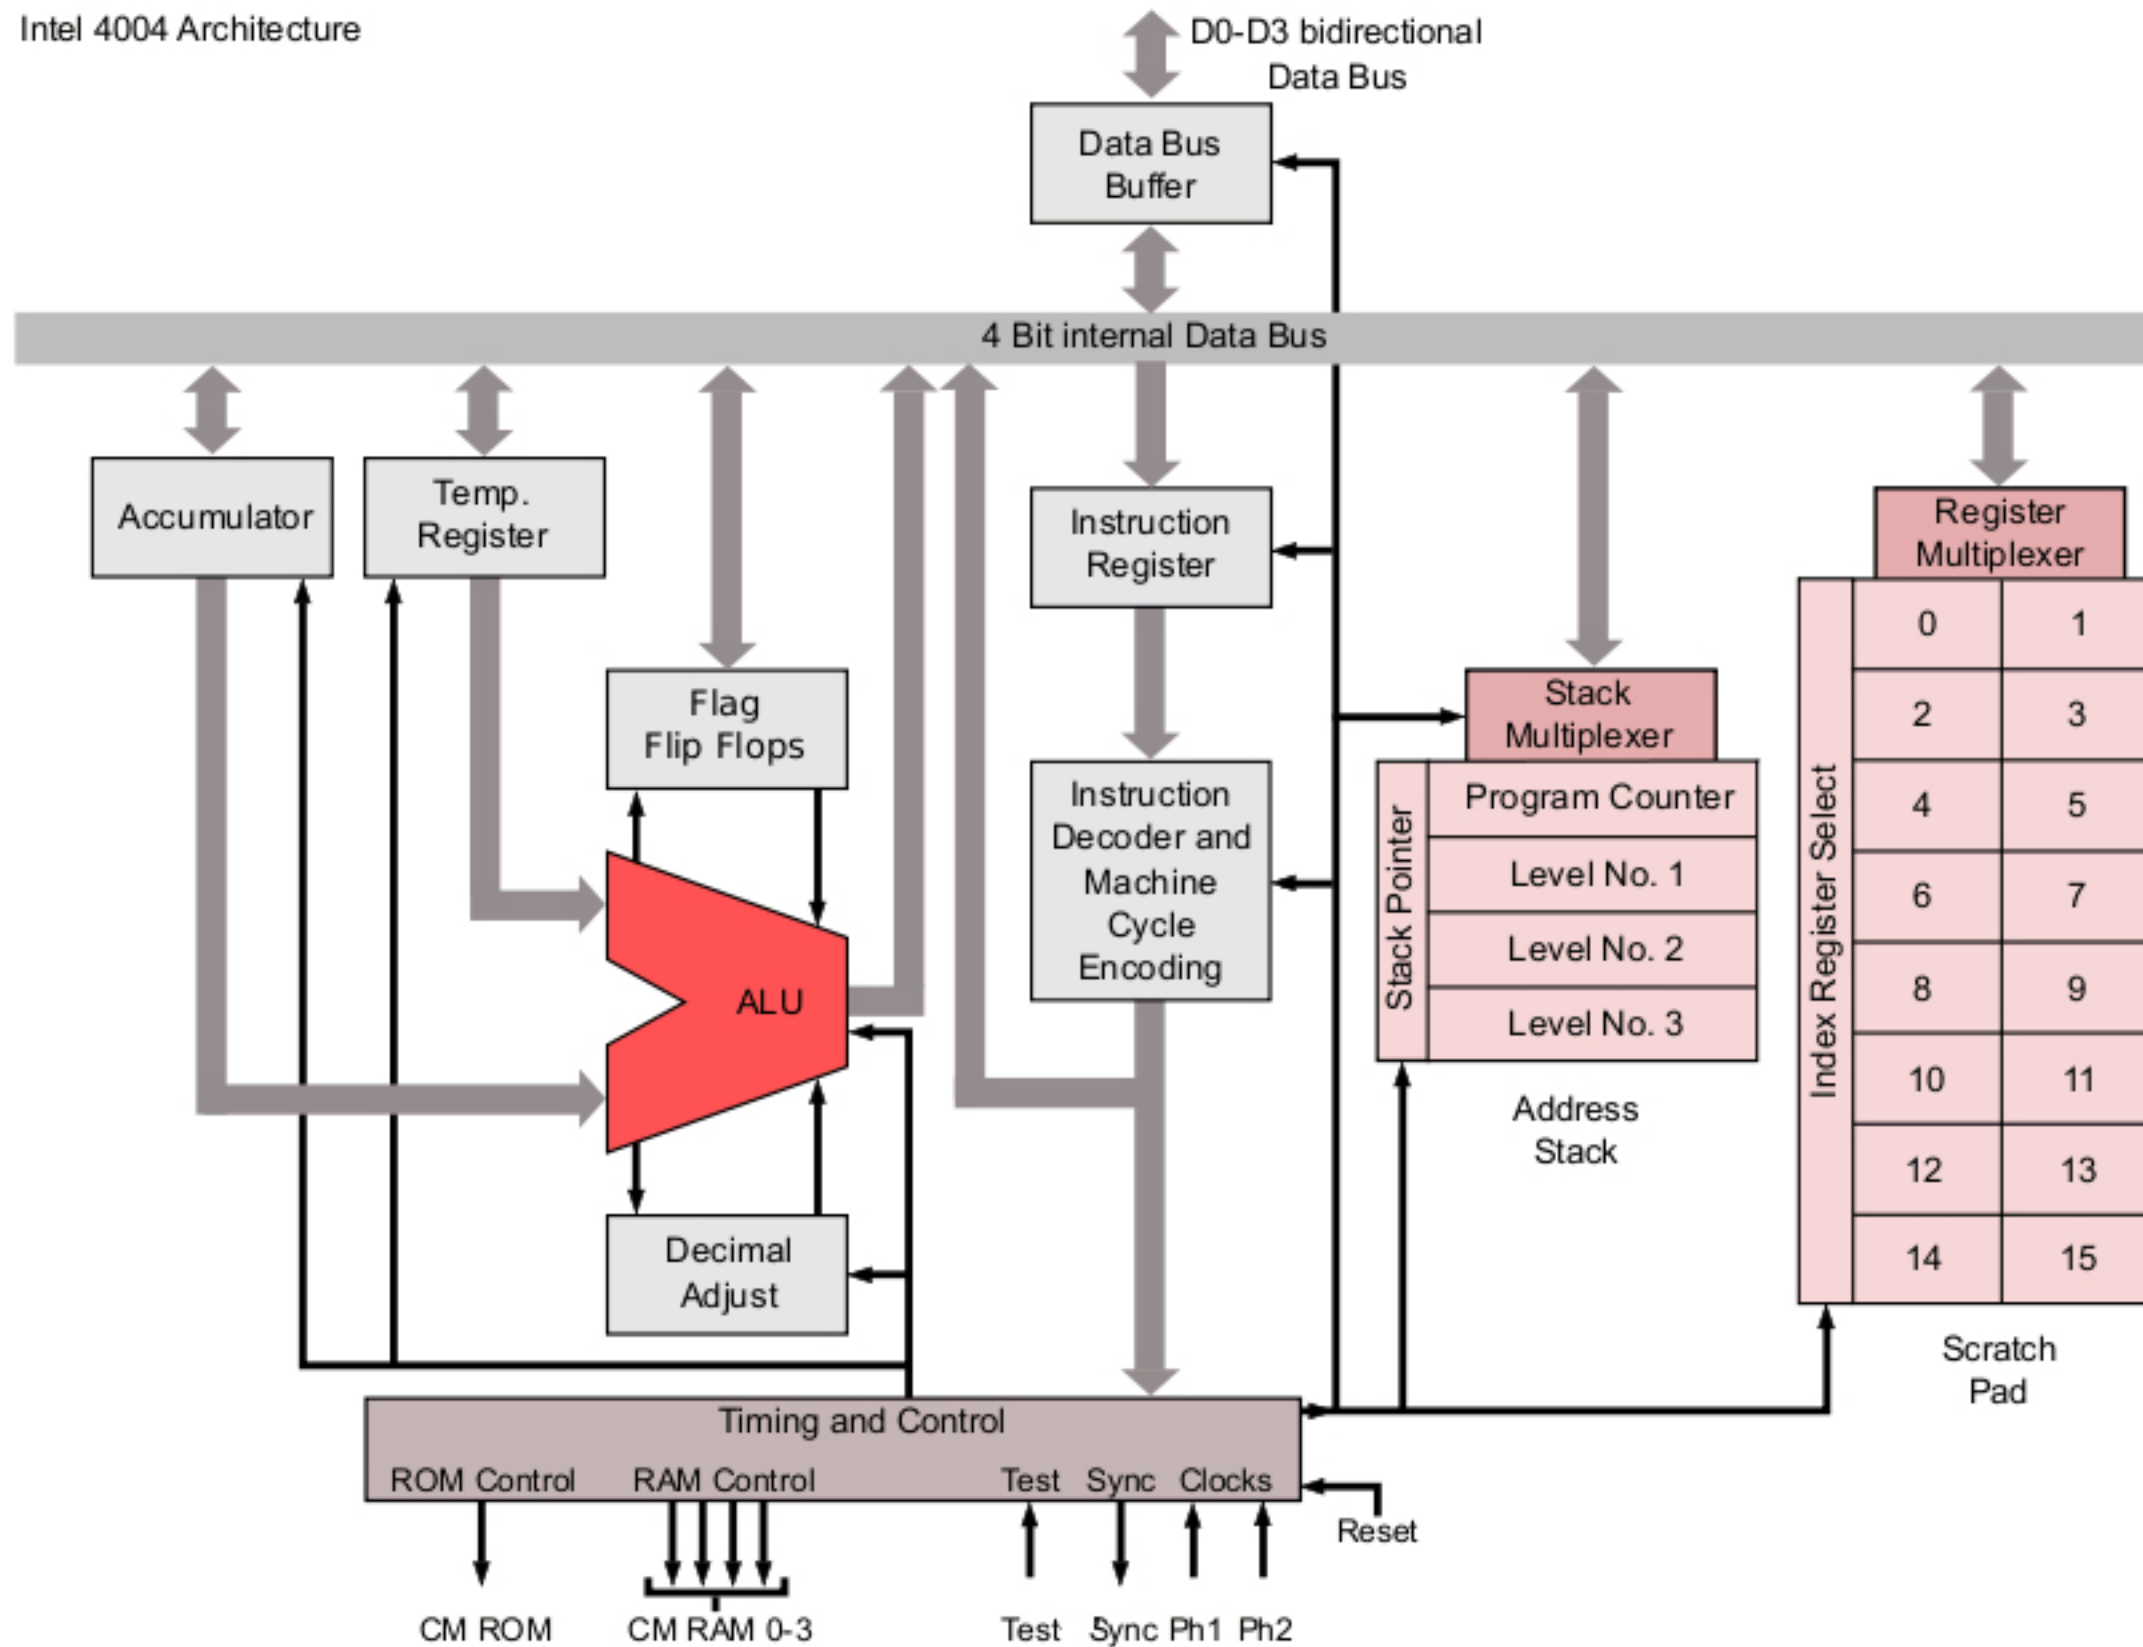 Intel 4004 Architecture
D0-D3 bidirectional
Data Bus
Data Bus
Buffer
4 Bit internal Data Bus
Accumulator
Temp.
Register
Instruction
Register
Register
Multiplexer
Flag
Flip Flops
Stack
Multiplexer
Instruction
Decoder and
Machine
Cycle
Encoding
Stack Pointer
Program Counter
Level No. 1
Level No. 2
Level No. 3
Address
Stack
Index Register Select
0 1
2 3
4 5
6 7
8 9
10 11
12 13
14 15
Scratch
Pad
ALU
Decimal
Adjust
Timing and Control
ROM Control RAM Control Test Sync Clocks
Reset
CM ROM CM RAM 0-3 Test Sync Ph1 Ph2